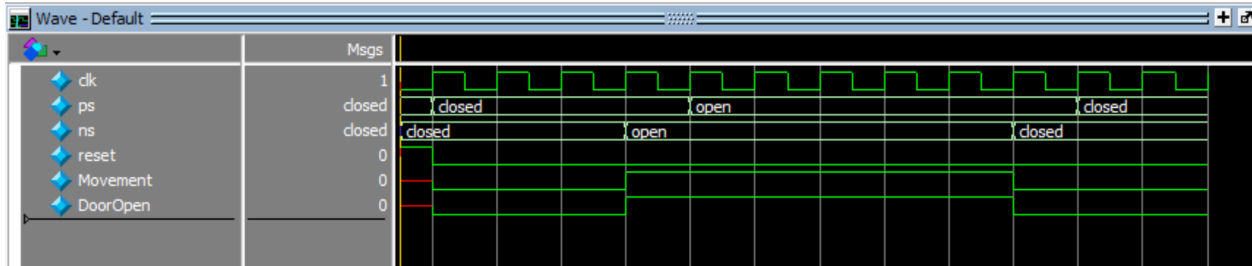 Wave - Default
Msgs
clk 1
ps closed closed open closed
ns closed closed open closed
reset 0
Movement 0
DoorOpen 0